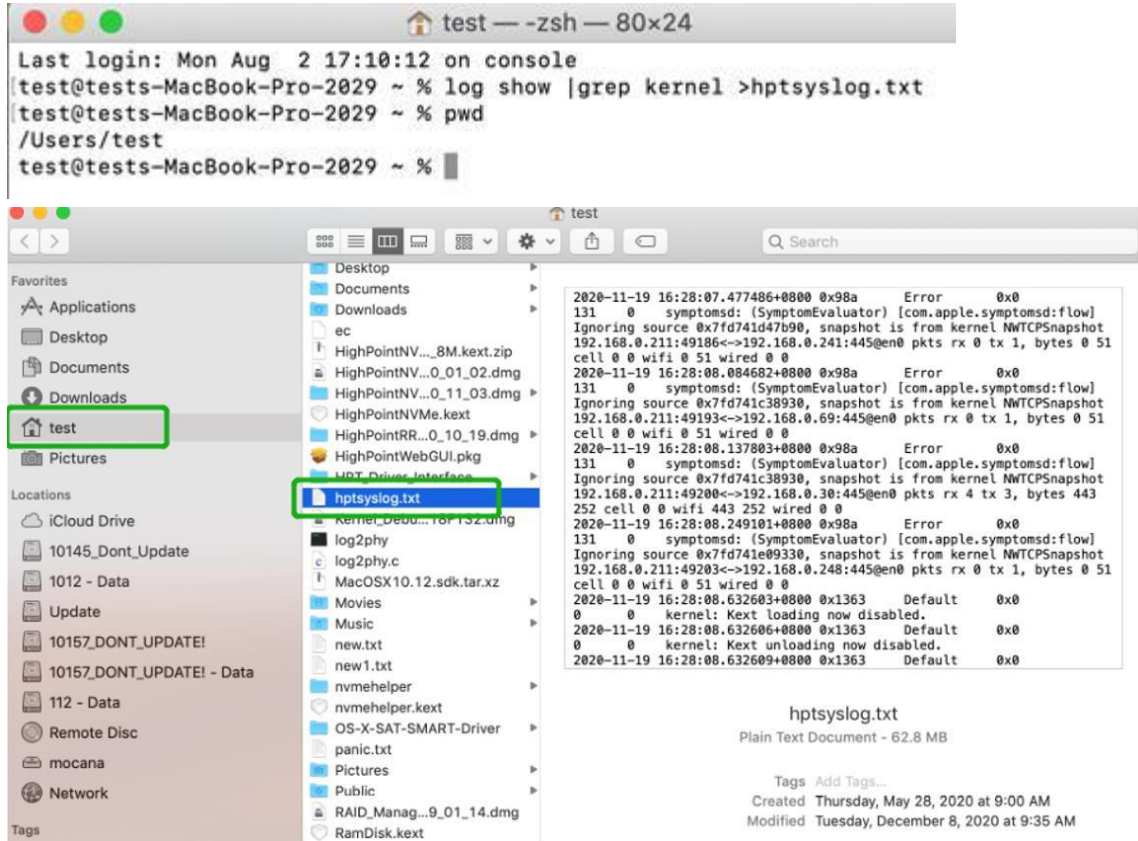 test — -zsh — 80×24
Last login: Mon Aug  2 17:10:12 on console
[test@tests-MacBook-Pro-2029 ~ % log show |grep kernel >hptsyslog.txt
[test@tests-MacBook-Pro-2029 ~ % pwd
/Users/test
test@tests-MacBook-Pro-2029 ~ %
test
Search
Favorites
Applications
Desktop
Documents
Downloads
test
Pictures
Locations
iCloud Drive
10145_Dont_Update
1012 - Data
Update
10157_DONT_UPDATE!
10157_DONT_UPDATE! - Data
112 - Data
Remote Disc
mocana
Network
Tags
Desktop
Documents
Downloads
ec
HighPointNV..._8M.kext.zip
HighPointNV...0_01_02.dmg
HighPointNV...0_11_03.dmg
HighPointNVMe.kext
HighPointRR...0_10_19.dmg
HighPointWebGUI.pkg
HPT_Driver_Interface
hptsyslog.txt
Kernel_Debu...18F132.dmg
log2phy
log2phy.c
MacOSX10.12.sdk.tar.xz
Movies
Music
new.txt
new1.txt
nvmehelper
nvmehelper.kext
OS-X-SAT-SMART-Driver
panic.txt
Pictures
Public
RAID_Manag...9_01_14.dmg
RamDisk.kext
2020-11-19 16:28:07.477486+0800 0x98a Error 0x0
131 0 symptomsd: (SymptomEvaluator) [com.apple.symptomsd:flow]
Ignoring source 0x7fd741d47b90, snapshot is from kernel NWTCPSnapshot
192.168.0.211:49186<->192.168.0.241:445@en0 pkts rx 0 tx 1, bytes 0 51
cell 0 0 wifi 0 51 wired 0 0
2020-11-19 16:28:08.084682+0800 0x98a Error 0x0
131 0 symptomsd: (SymptomEvaluator) [com.apple.symptomsd:flow]
Ignoring source 0x7fd741c38930, snapshot is from kernel NWTCPSnapshot
192.168.0.211:49193<->192.168.0.69:445@en0 pkts rx 0 tx 1, bytes 0 51
cell 0 0 wifi 0 51 wired 0 0
2020-11-19 16:28:08.137803+0800 0x98a Error 0x0
131 0 symptomsd: (SymptomEvaluator) [com.apple.symptomsd:flow]
Ignoring source 0x7fd741c38930, snapshot is from kernel NWTCPSnapshot
192.168.0.211:49200<->192.168.0.30:445@en0 pkts rx 4 tx 3, bytes 443
252 cell 0 0 wifi 443 252 wired 0 0
2020-11-19 16:28:08.249101+0800 0x98a Error 0x0
131 0 symptomsd: (SymptomEvaluator) [com.apple.symptomsd:flow]
Ignoring source 0x7fd741e09330, snapshot is from kernel NWTCPSnapshot
192.168.0.211:49203<->192.168.0.248:445@en0 pkts rx 0 tx 1, bytes 0 51
cell 0 0 wifi 0 51 wired 0 0
2020-11-19 16:28:08.632603+0800 0x1363 Default 0x0
0 0 kernel: Kext loading now disabled.
2020-11-19 16:28:08.632606+0800 0x1363 Default 0x0
0 0 kernel: Kext unloading now disabled.
2020-11-19 16:28:08.632609+0800 0x1363 Default 0x0
hptsyslog.txt
Plain Text Document - 62.8 MB
Tags Add Tags...
Created Thursday, May 28, 2020 at 9:00 AM
Modified Tuesday, December 8, 2020 at 9:35 AM